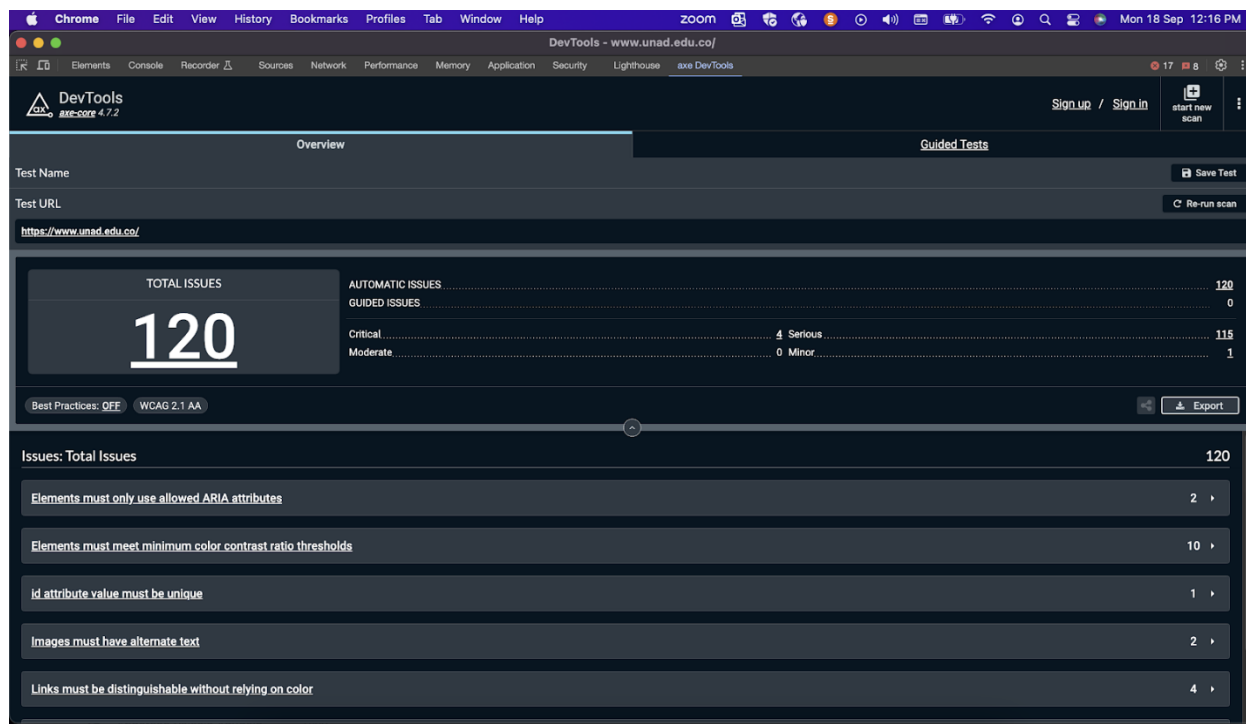 Chrome File Edit View History Bookmarks Profiles Tab Window Help zoom Mon 18 Sep 12:16 PM
DevTools - www.unad.edu.co/
Elements Console Recorder Sources Network Performance Memory Application Security Lighthouse axe DevTools 17 8
ax DevTools
axe-core 4.7.2
Sign up / Sign in
start new
scan
Overview
Guided Tests
Test Name
Save Test
Test URL
Re-run scan
https://www.unad.edu.co/
TOTAL ISSUES
120
AUTOMATIC ISSUES 120
GUIDED ISSUES 0
Critical 4 Serious 115
Moderate 0 Minor 1
Best Practices: OFF WCAG 2.1 AA
Export
Issues: Total Issues 120
Elements must only use allowed ARIA attributes 2
Elements must meet minimum color contrast ratio thresholds 10
id attribute value must be unique 1
Images must have alternate text 2
Links must be distinguishable without relying on color 4